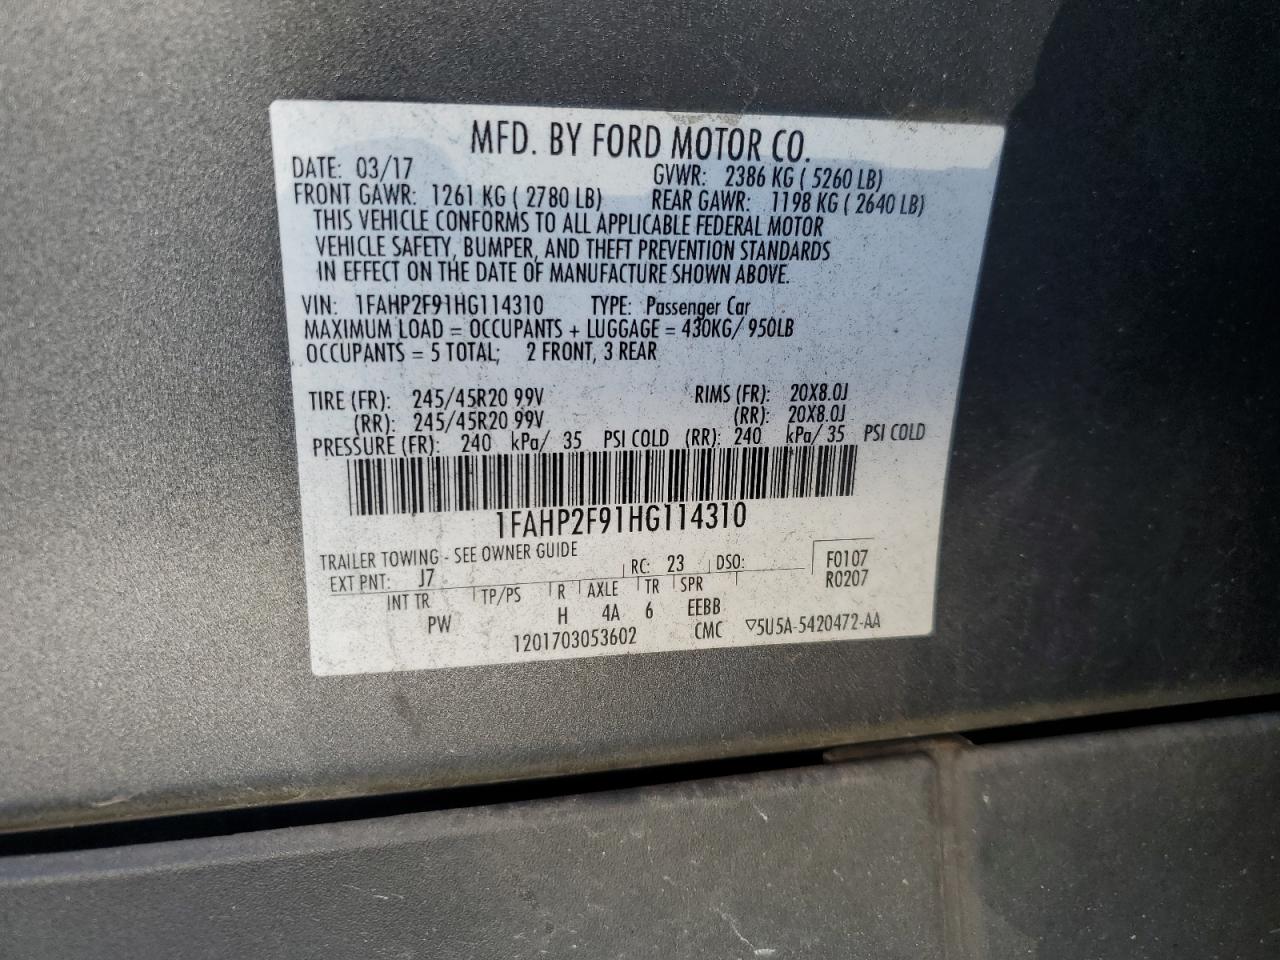 MFD. BY FORD MOTOR CO.
DATE: 03/17 GVWR: 2386 KG ( 5260 LB)
FRONT GAWR: 1261 KG ( 2780 LB) REAR GAWR: 1198 KG ( 2640 LB)
THIS VEHICLE CONFORMS TO ALL APPLICABLE FEDERAL MOTOR
VEHICLE SAFETY, BUMPER, AND THEFT PREVENTION STANDARDS
IN EFFECT ON THE DATE OF MANUFACTURE SHOWN ABOVE.
VIN: 1FAHP2F91HG114310 TYPE: Passenger Car
MAXIMUM LOAD = OCCUPANTS + LUGGAGE = 430KG/ 950LB
OCCUPANTS = 5 TOTAL; 2 FRONT, 3 REAR
TIRE (FR): 245/45R20 99V RIMS (FR): 20X8.0J
(RR): 245/45R20 99V (RR): 20X8.0J
PRESSURE (FR): 240 kPa/ 35 PSI COLD (RR): 240 kPa/ 35 PSI COLD
1FAHP2F91HG114310
TRAILER TOWING - SEE OWNER GUIDE
EXT PNT: J7 RC: 23 DSO: F0107
R0207
INT TR TP/PS R AXLE TR SPR
PW H 4A 6 EEBB
1201703053602 CMC ▽5U5A-5420472-AA